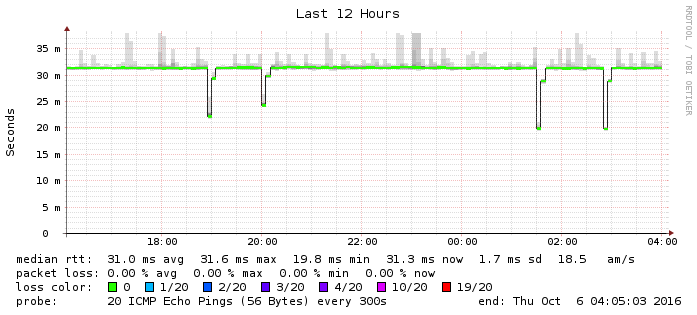 Last 12 Hours
RRDTOOL / TOBI OETIKER
Seconds
35 m
30 m
25 m
20 m
15 m
10 m
5 m
0
18:00 20:00 22:00 00:00 02:00 04:00
median rtt: 31.0 ms avg 31.6 ms max 19.8 ms min 31.3 ms now 1.7 ms sd 18.5 am/s
packet loss: 0.00 % avg 0.00 % max 0.00 % min 0.00 % now
loss color: 0 1/20 2/20 3/20 4/20 10/20 19/20
probe: 20 ICMP Echo Pings (56 Bytes) every 300s end: Thu Oct 6 04:05:03 2016